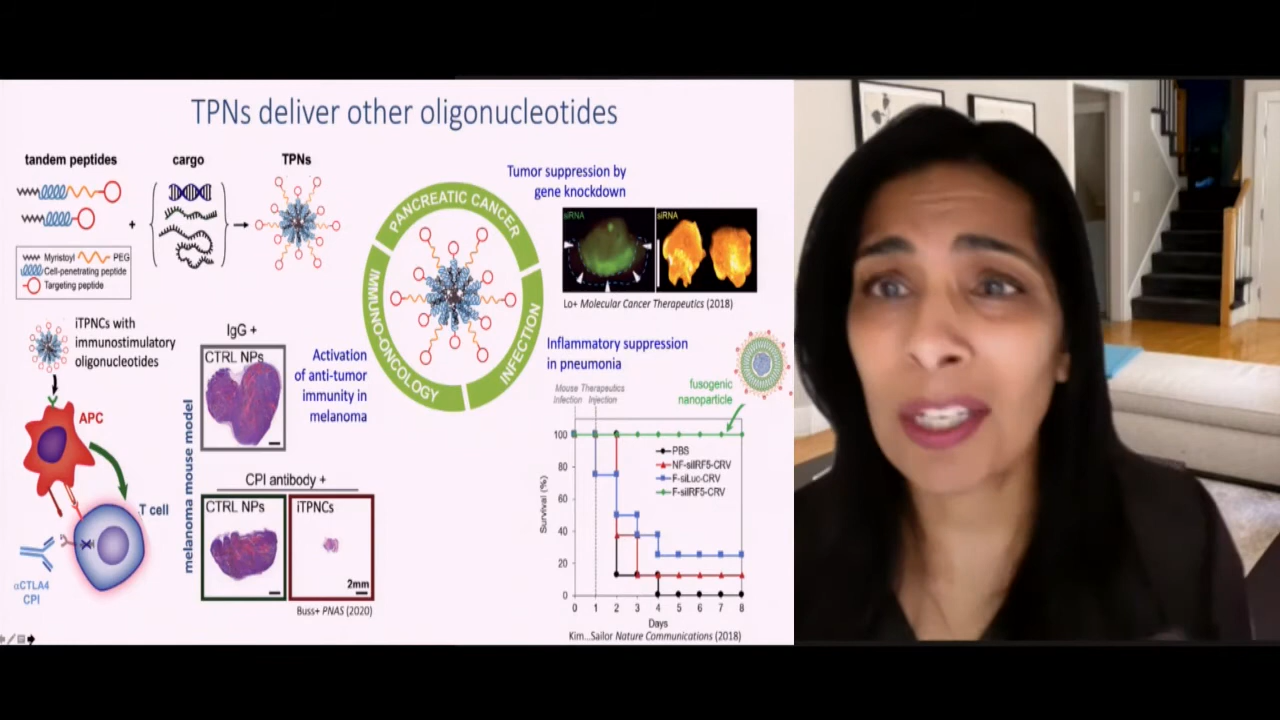 TPNs deliver other oligonucleotides
tandem peptides
cargo
TPNs
+
Myristoyl
PEG
Cell-penetrating peptide
Targeting peptide
PANCREATIC CANCER
IMMUNO-ONCOLOGY
INFECTION
Tumor suppression by
gene knockdown
siRNA
siRNA
Lo+ Molecular Cancer Therapeutics (2018)
iTPNCs with
immunostimulatory
oligonucleotides
APC
T cell
αCTLA4
CPI
melanoma mouse model
IgG +
CTRL NPs
Activation
of anti-tumor
immunity in
melanoma
CPI antibody +
CTRL NPs
iTPNCs
2mm
Buss+ PNAS (2020)
Inflammatory suppression
in pneumonia
fusogenic
nanoparticle
Mouse Therapeutics
Infection Injection
PBS
NF-siIRF5-CRV
F-siLuc-CRV
F-siIRF5-CRV
Survival (%)
100
80
60
40
20
0
0 1 2 3 4 5 6 7 8
Days
Kim...Sailor Nature Communications (2018)